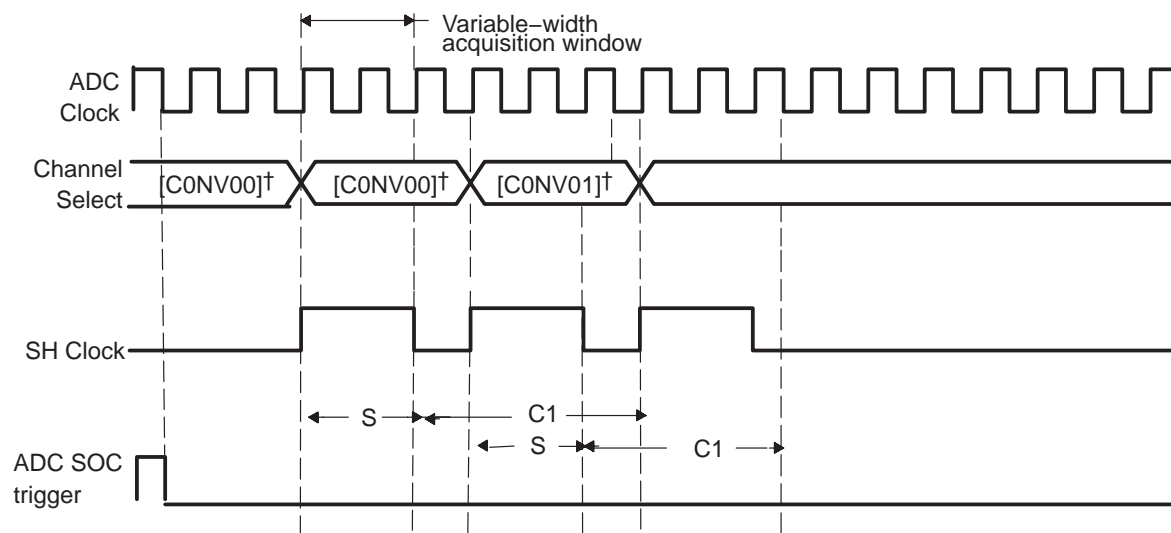 Variable–width
acquisition window
ADC
Clock
Channel
Select
[C0NV00]†
[C0NV00]†
[C0NV01]†
SH Clock
S
C1
S
C1
ADC SOC
trigger